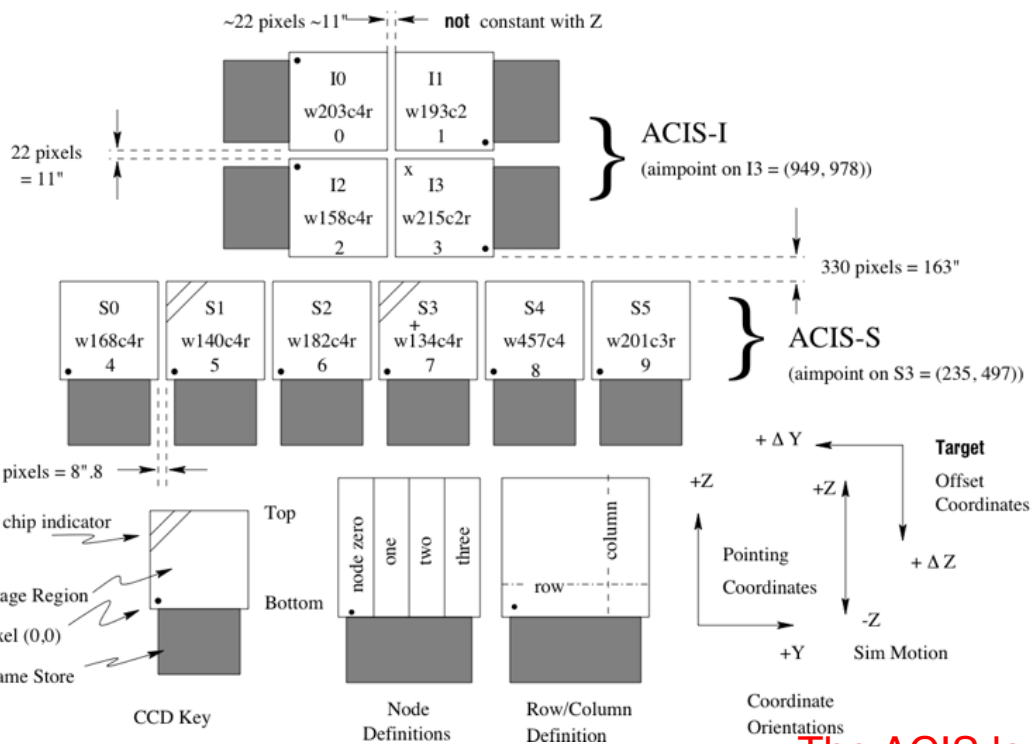 ~22 pixels ~11" not constant with Z
I0
w203c4r
0
I1
w193c2
1
ACIS-I
(aimpoint on I3 = (949, 978))
22 pixels
= 11"
I2
w158c4r
2
x
I3
w215c2r
3
330 pixels = 163"
S0
w168c4r
4
S1
w140c4r
5
S2
w182c4r
6
S3
+
w134c4r
7
S4
w457c4
8
S5
w201c3r
9
ACIS-S
(aimpoint on S3 = (235, 497))
pixels = 8".8
chip indicator
age Region
xel (0,0)
ame Store
Top
Bottom
CCD Key
node zero
one
two
three
Node
Definitions
row
column
Row/Column
Definition
+Z
Pointing
Coordinates
+Y
+ Δ Y
Target
Offset
Coordinates
+ Δ Z
+Z
-Z
Sim Motion
Coordinate
Orientations
The ACIS